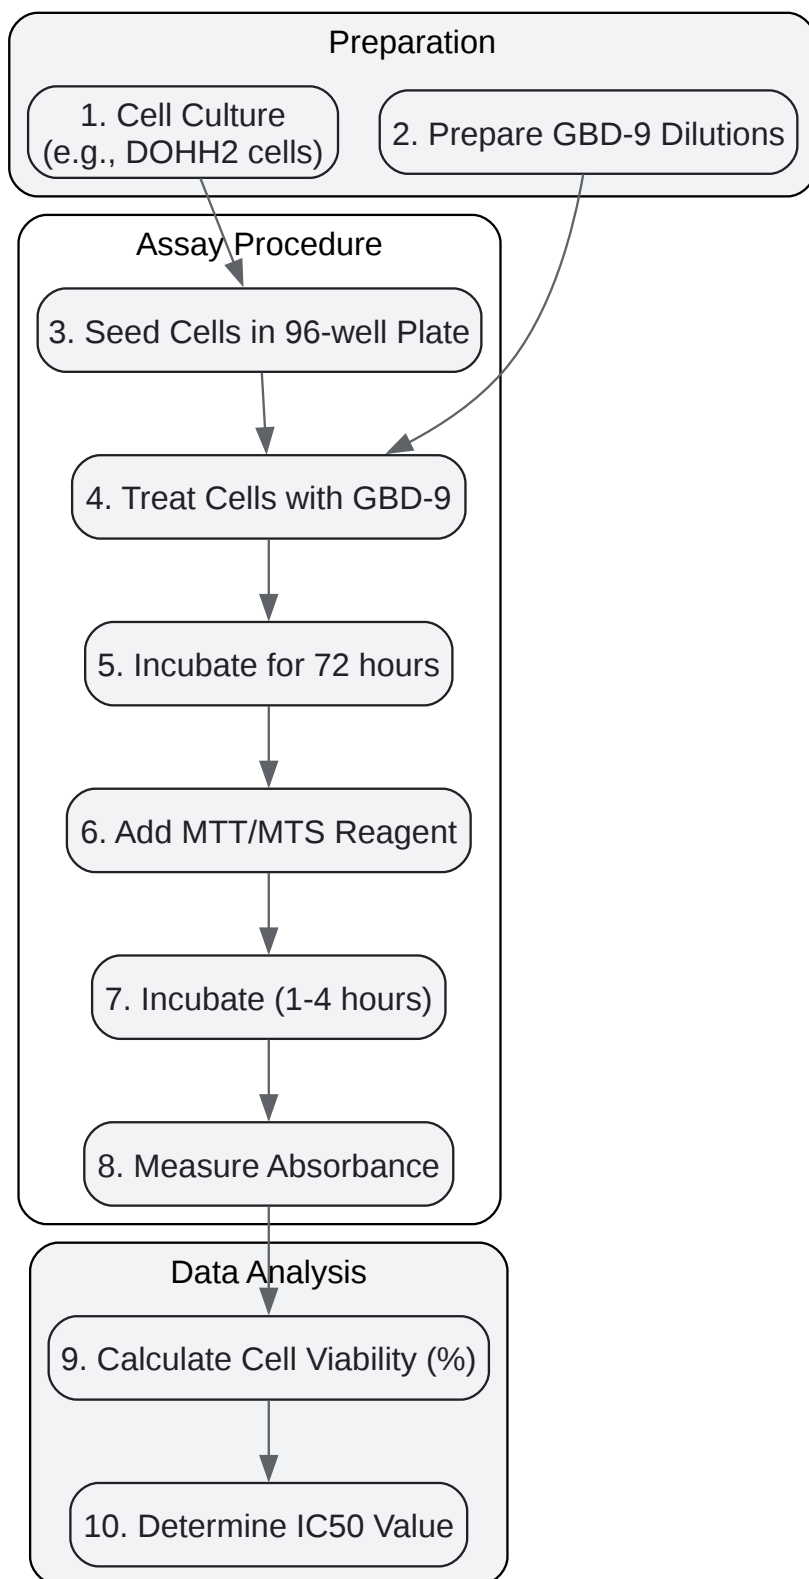 Preparation
1. Cell Culture
(e.g., DOHH2 cells)
2. Prepare GBD-9 Dilutions
Assay Procedure
3. Seed Cells in 96-well Plate
4. Treat Cells with GBD-9
5. Incubate for 72 hours
6. Add MTT/MTS Reagent
7. Incubate (1-4 hours)
8. Measure Absorbance
Data Analysis
9. Calculate Cell Viability (%)
10. Determine IC50 Value